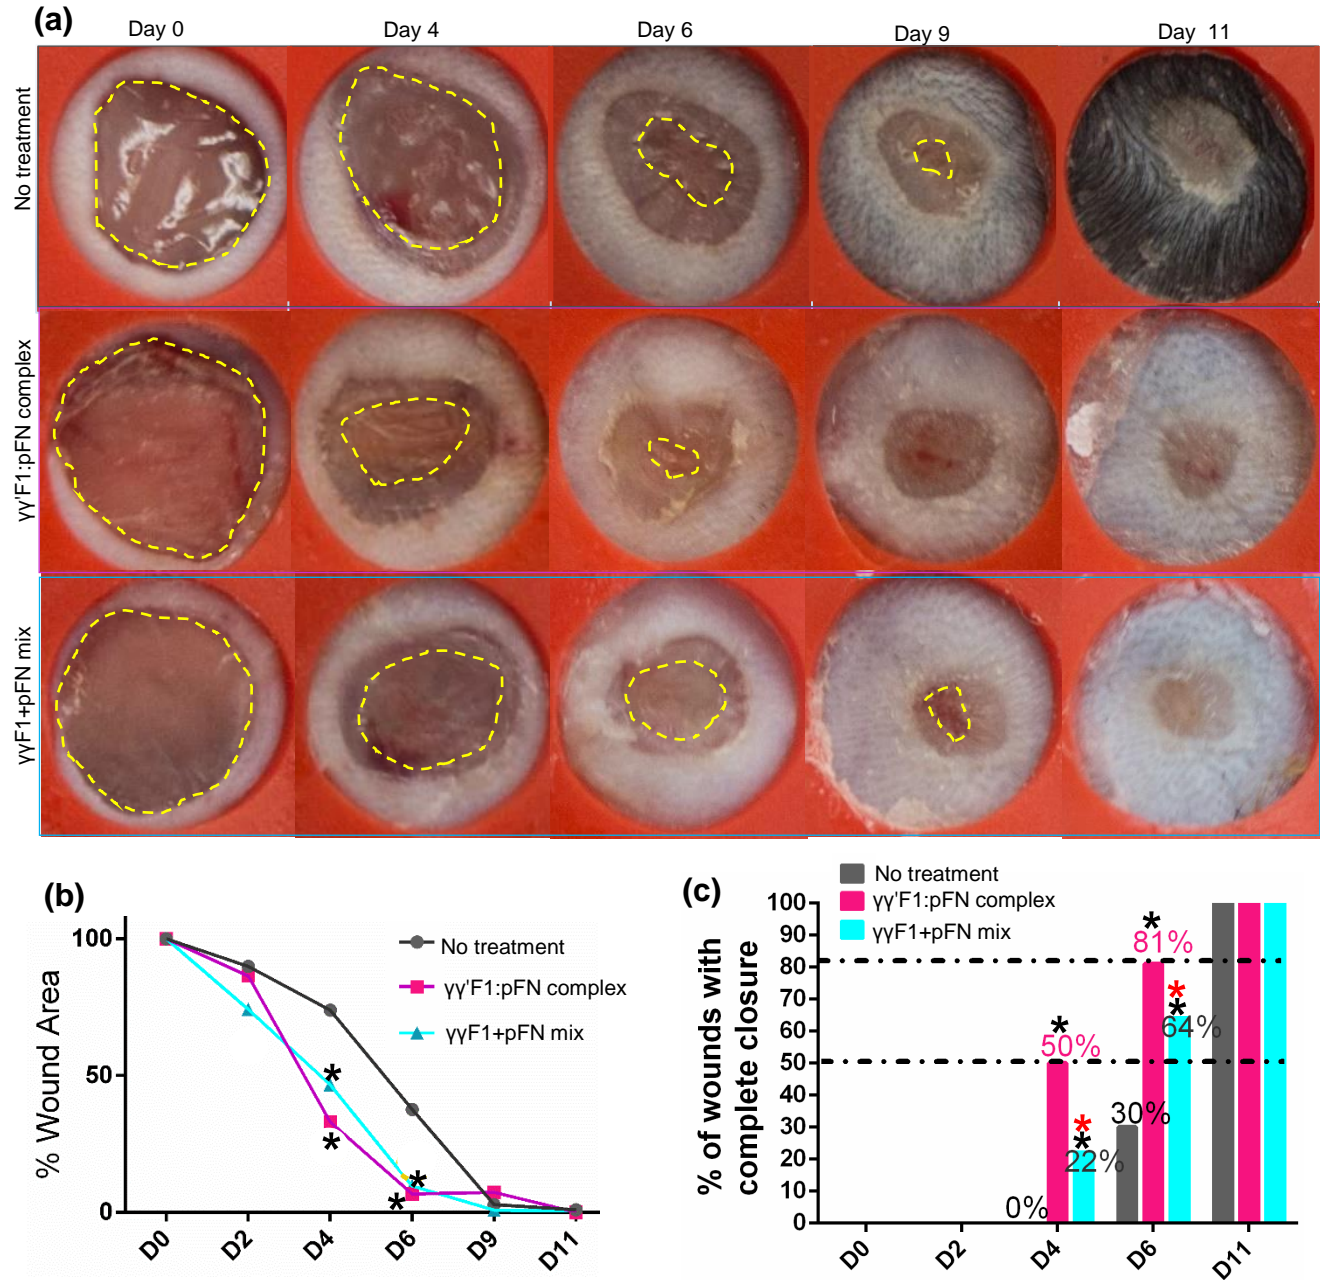 (a)
Day 0
Day 4
Day 6
Day 9
Day 11
No treatment
γγ'F1:pFN complex
γγF1+pFN mix
(b)
% Wound Area
100
50
0
D0
D2
D4
D6
D9
D11
No treatment
γγ'F1:pFN complex
γγF1+pFN mix
*
*
*
*
(c)
No treatment
γγ'F1:pFN complex
γγF1+pFN mix
% of wounds with
complete closure
100
90
80
70
60
50
40
30
20
10
0
0%
*
50%
*
*
22%
30%
*
81%
*
*
64%
D0
D2
D4
D6
D11